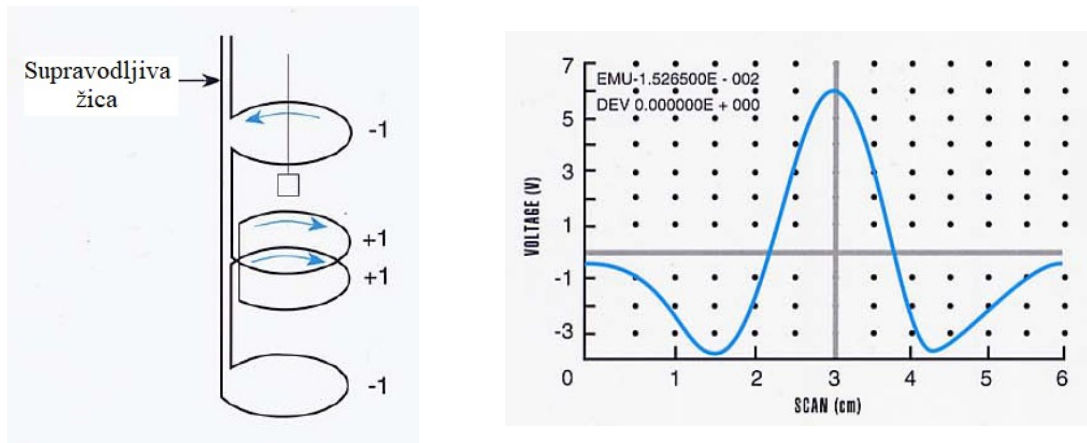 Supravodljiva
žica
-1
+1
+1
-1
7
5
3
1
-1
-3
VOLTAGE (V)
EMU-1.526500E - 002
DEV 0.000000E + 000
0
1
2
3
4
5
6
SCAN (cm)